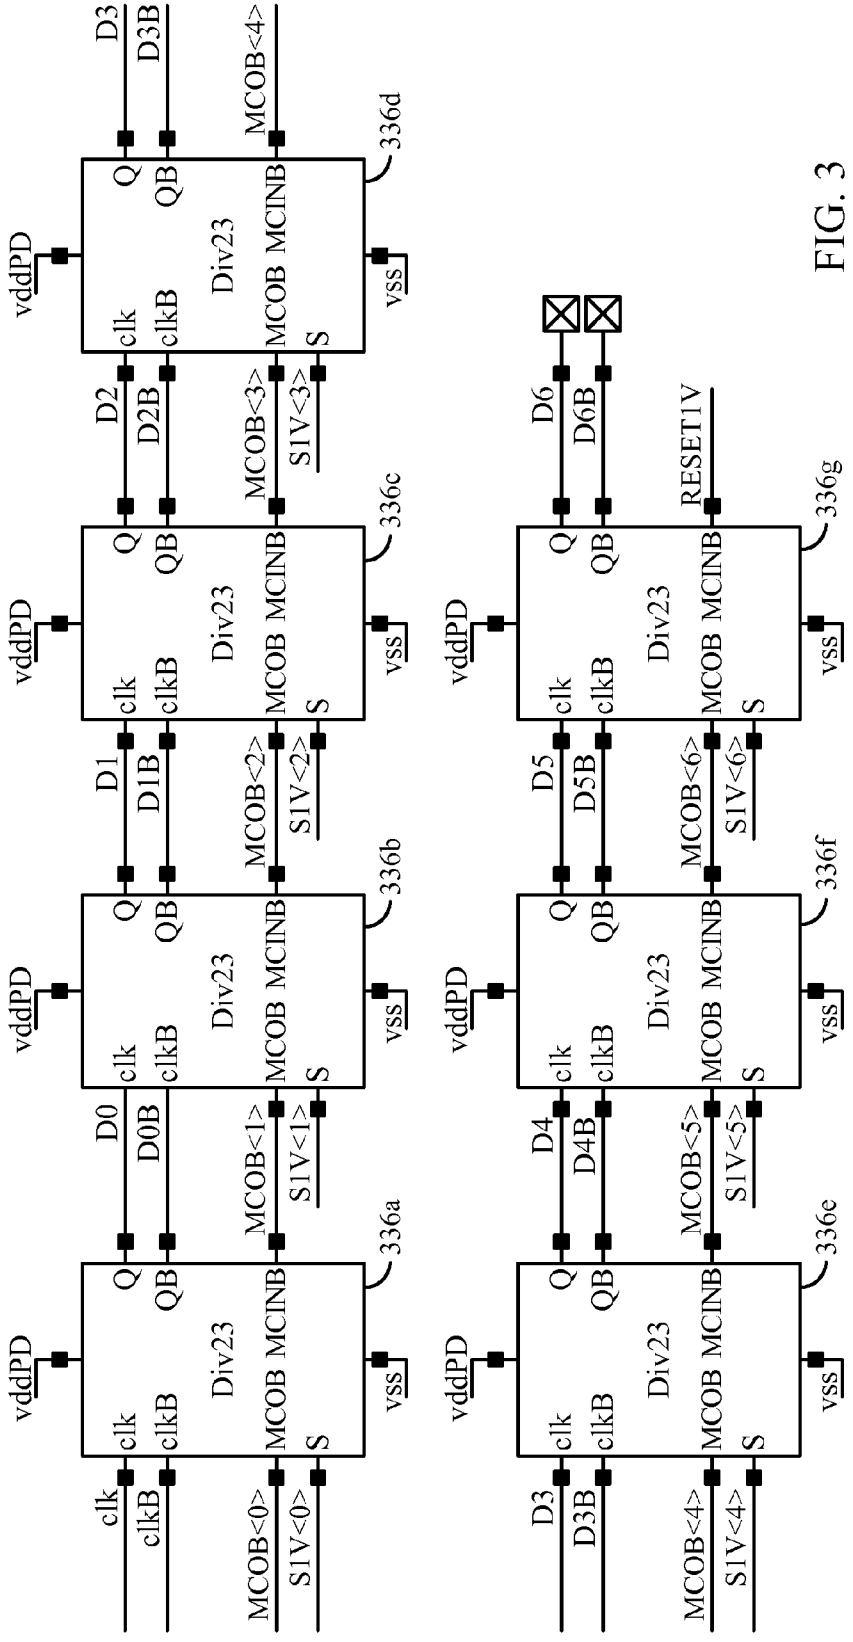 vddPD
vddPD
vddPD
vddPD
clk
clk
Q
D0
clk
Q
D1
clk
Q
D2
clk
Q
D3
clkB
clkB
QB
D0B
clkB
QB
D1B
clkB
QB
D2B
clkB
QB
D3B
Div23
Div23
Div23
Div23
MCOB<0>
MCOB MCINB
MCOB<1>
MCOB MCINB
MCOB<2>
MCOB MCINB
MCOB<3>
MCOB MCINB
MCOB<4>
S1V<0>
S
S1V<1>
S
S1V<2>
S
S1V<3>
S
vss
336a
vss
336b
vss
336c
vss
336d
vddPD
vddPD
vddPD
D3
clk
Q
D4
clk
Q
D5
clk
Q
D6
D3B
clkB
QB
D4B
clkB
QB
D5B
clkB
QB
D6B
Div23
Div23
Div23
MCOB<4>
MCOB MCINB
MCOB<5>
MCOB MCINB
MCOB<6>
MCOB MCINB
RESET1V
S1V<4>
S
S1V<5>
S
S1V<6>
S
vss
336e
vss
336f
vss
336g
FIG. 3